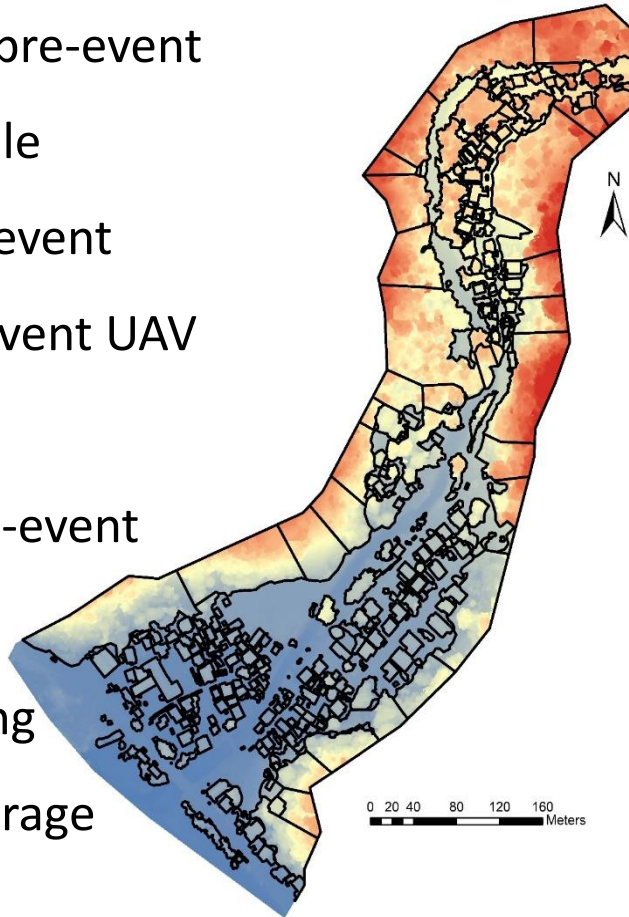 pre-event
le
event
vent UAV
-event
ng
rage
N
0 20 40 80 120 160
Meters